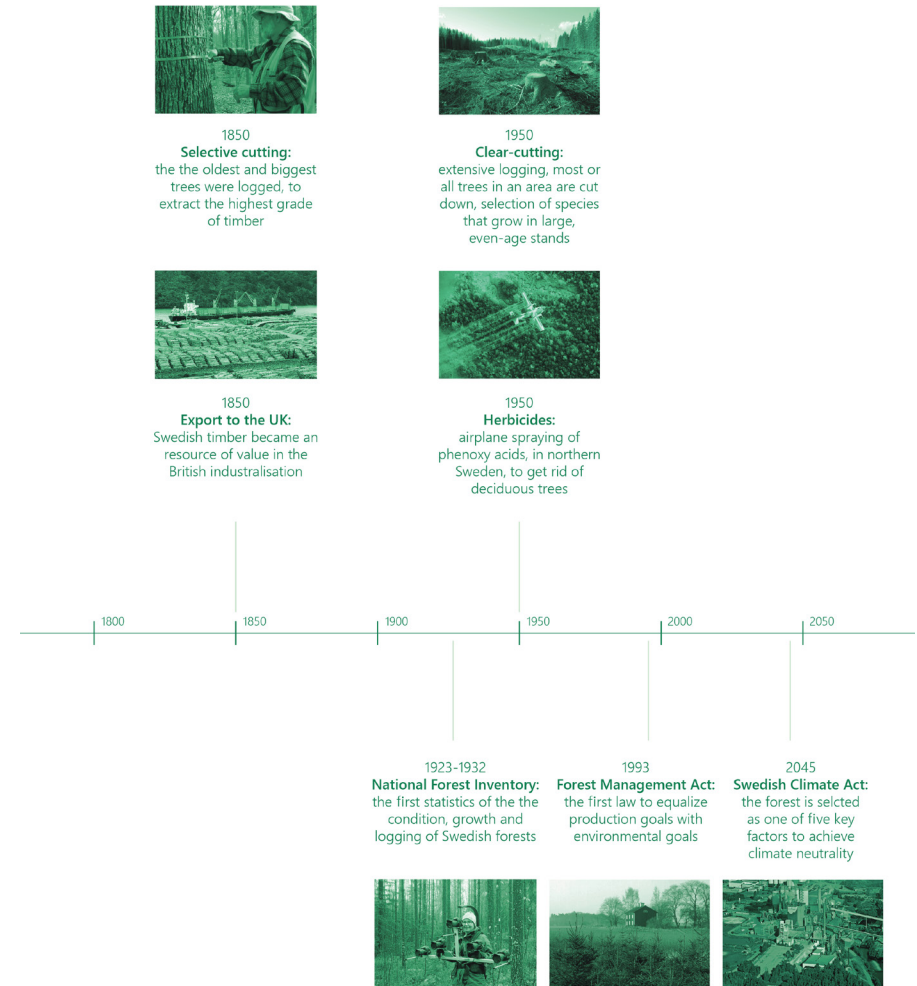 1850
Selective cutting:
the the oldest and biggest
trees were logged, to
extract the highest grade
of timber
1950
Clear-cutting:
extensive logging, most or
all trees in an area are cut
down, selection of species
that grow in large,
even-age stands
1850
Export to the UK:
Swedish timber became an
resource of value in the
British industralisation
1950
Herbicides:
airplane spraying of
phenoxy acids, in northern
Sweden, to get rid of
deciduous trees
1800
1850
1900
1950
2000
2050
1923-1932
National Forest Inventory:
the first statistics of the the
condition, growth and
logging of Swedish forests
1993
Forest Management Act:
the first law to equalize
production goals with
environmental goals
2045
Swedish Climate Act:
the forest is selcted
as one of five key
factors to achieve
climate neutrality